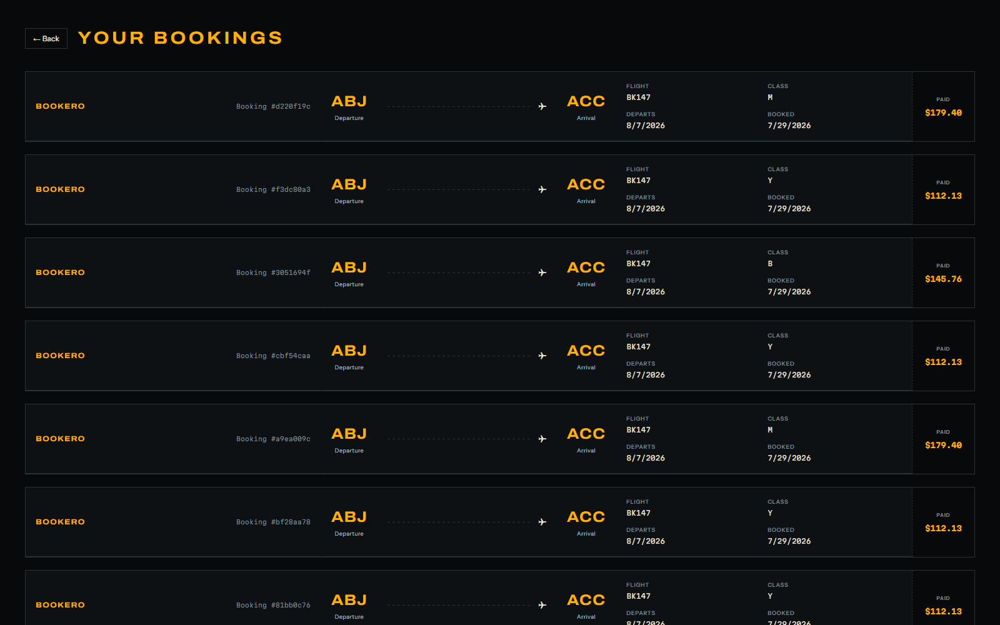 ← Back
YOUR BOOKINGS
BOOKERO
Booking #d220f19c
ABJ
Departure
✈
ACC
Arrival
FLIGHT
BK147
CLASS
M
DEPARTS
8/7/2026
BOOKED
7/29/2026
PAID
$179.40
BOOKERO
Booking #f3dc80a3
ABJ
Departure
✈
ACC
Arrival
FLIGHT
BK147
CLASS
Y
DEPARTS
8/7/2026
BOOKED
7/29/2026
PAID
$112.13
BOOKERO
Booking #3051694f
ABJ
Departure
✈
ACC
Arrival
FLIGHT
BK147
CLASS
B
DEPARTS
8/7/2026
BOOKED
7/29/2026
PAID
$145.76
BOOKERO
Booking #cbf54caa
ABJ
Departure
✈
ACC
Arrival
FLIGHT
BK147
CLASS
Y
DEPARTS
8/7/2026
BOOKED
7/29/2026
PAID
$112.13
BOOKERO
Booking #a9ea009c
ABJ
Departure
✈
ACC
Arrival
FLIGHT
BK147
CLASS
M
DEPARTS
8/7/2026
BOOKED
7/29/2026
PAID
$179.40
BOOKERO
Booking #bf28aa78
ABJ
Departure
✈
ACC
Arrival
FLIGHT
BK147
CLASS
Y
DEPARTS
8/7/2026
BOOKED
7/29/2026
PAID
$112.13
BOOKERO
Booking #81bb0c76
ABJ
Departure
✈
ACC
Arrival
FLIGHT
BK147
CLASS
Y
DEPARTS
8/7/2026
BOOKED
7/29/2026
PAID
$112.13